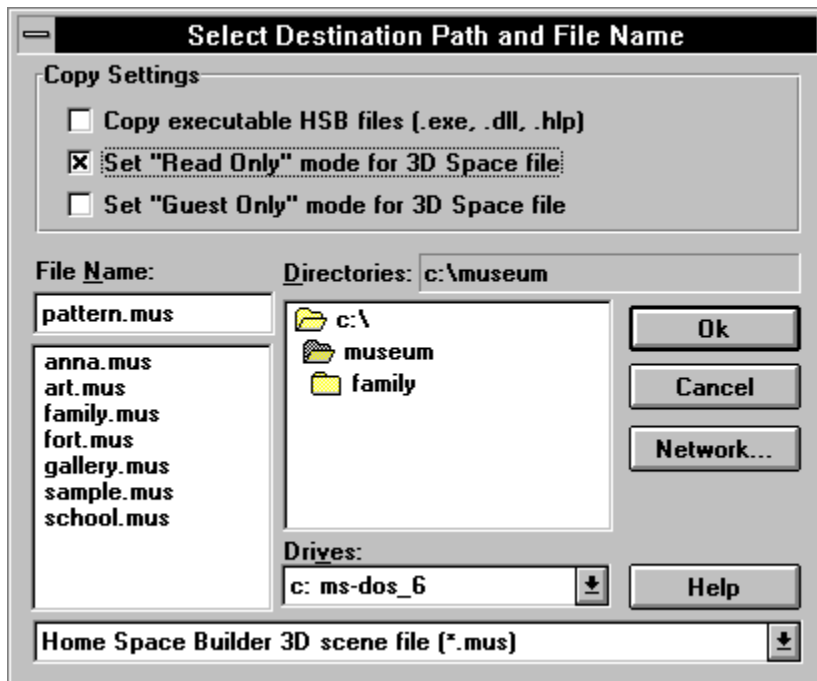 Select Destination Path and File Name
Copy Settings
Copy executable HSB files (.exe, .dll, .hlp)
Set "Read Only" mode for 3D Space file
Set "Guest Only" mode for 3D Space file
File Name:
pattern.mus
anna.mus
art.mus
family.mus
fort.mus
gallery.mus
sample.mus
school.mus
Directories: c:\museum
c:\
museum
family
Drives:
c: ms-dos_6
Ok
Cancel
Network...
Help
Home Space Builder 3D scene file (*.mus)